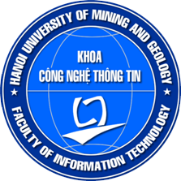 HANOI UNIVERSITY OF MINING AND GEOLOGY
KHOA
CÔNG NGHỆ THÔNG TIN
FACULTY OF INFORMATION TECHNOLOGY